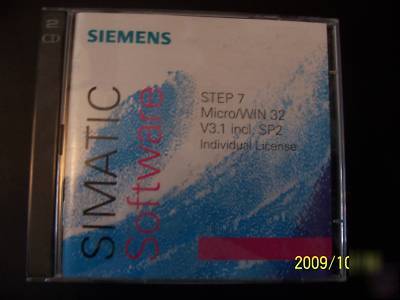 2
CD
SIEMENS
SIMATIC
Software
STEP 7
Micro/WIN 32
V3.1 incl. SP2
Individual License
2009/10